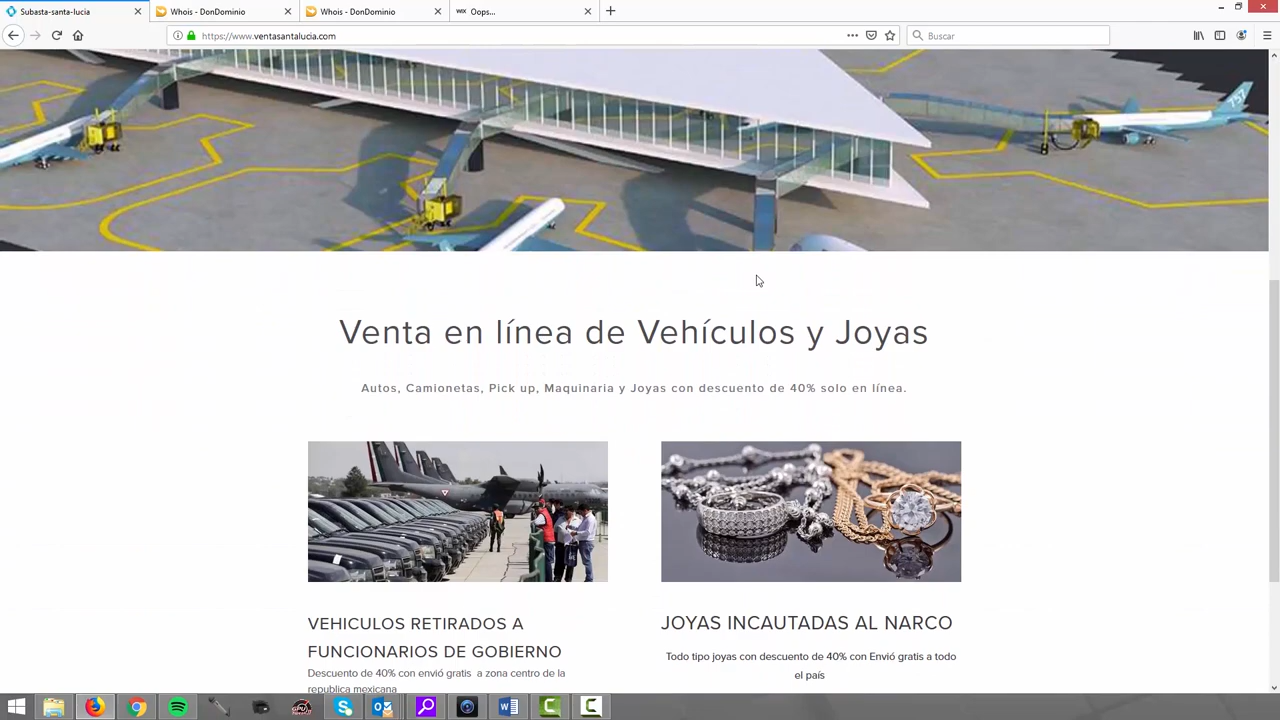 Subasta-santa-lucia
Whois - DonDominio
Whois - DonDominio
WIX
Oops...
https://www.ventasantalucia.com
Buscar
757
Venta en línea de Vehículos y Joyas
Autos, Camionetas, Pick up, Maquinaria y Joyas con descuento de 40% solo en línea.
VEHICULOS RETIRADOS A
FUNCIONARIOS DE GOBIERNO
Descuento de 40% con envió gratis a zona centro de la
republica mexicana
JOYAS INCAUTADAS AL NARCO
Todo tipo joyas con descuento de 40% con Envió gratis a todo
el país